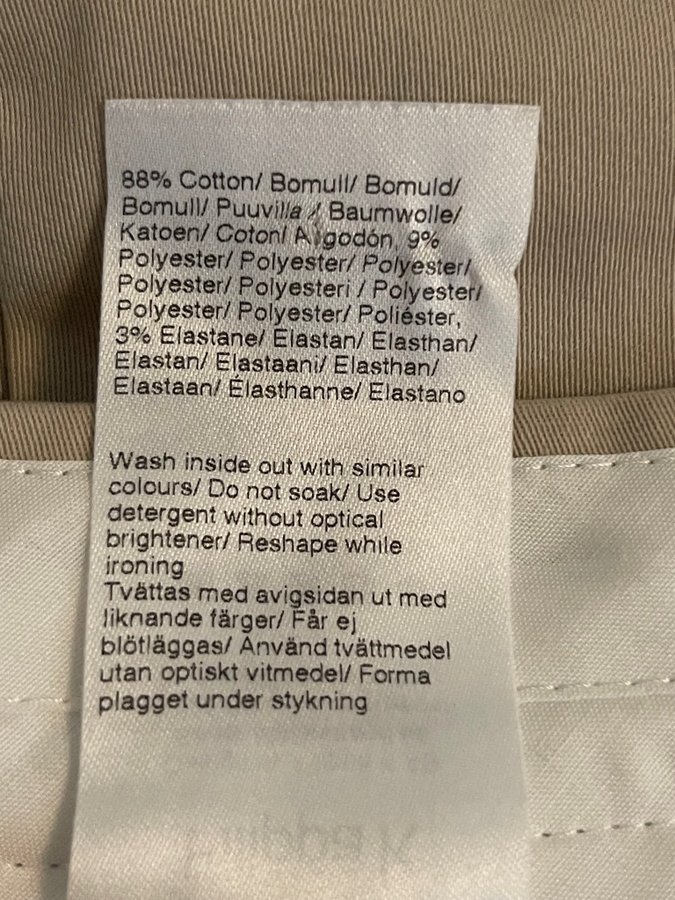 88% Cotton/ Bomull/ Bomuld/
Bomull/ Puuvilla / Baumwolle/
Katoen/ Coton/ Algodón, 9%
Polyester/ Polyester/ Polyester/
Polyester/ Polyesteri / Polyester/
Polyester/ Polyester/ Poliéster,
3% Elastane/ Elastan/ Elasthan/
Elastan/ Elastaani/ Elasthan/
Elastaan/ Élasthanne/ Elastano
Wash inside out with similar
colours/ Do not soak/ Use
detergent without optical
brightener/ Reshape while
ironing
Tvättas med avigsidan ut med
liknande färger/ Får ej
blötläggas/ Använd tvättmedel
utan optiskt vitmedel/ Forma
plagget under stykning